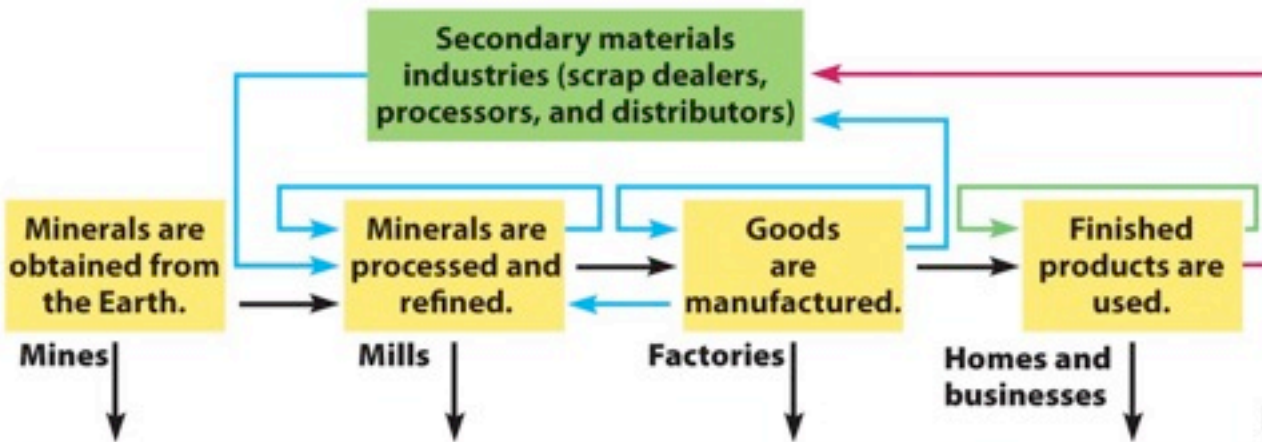 Secondary materials
industries (scrap dealers,
processors, and distributors)
Minerals are
obtained from
the Earth.
Minerals are
processed and
refined.
Goods
are
manufactured.
Finished
products are
used.
Mines
Mills
Factories
Homes and
businesses